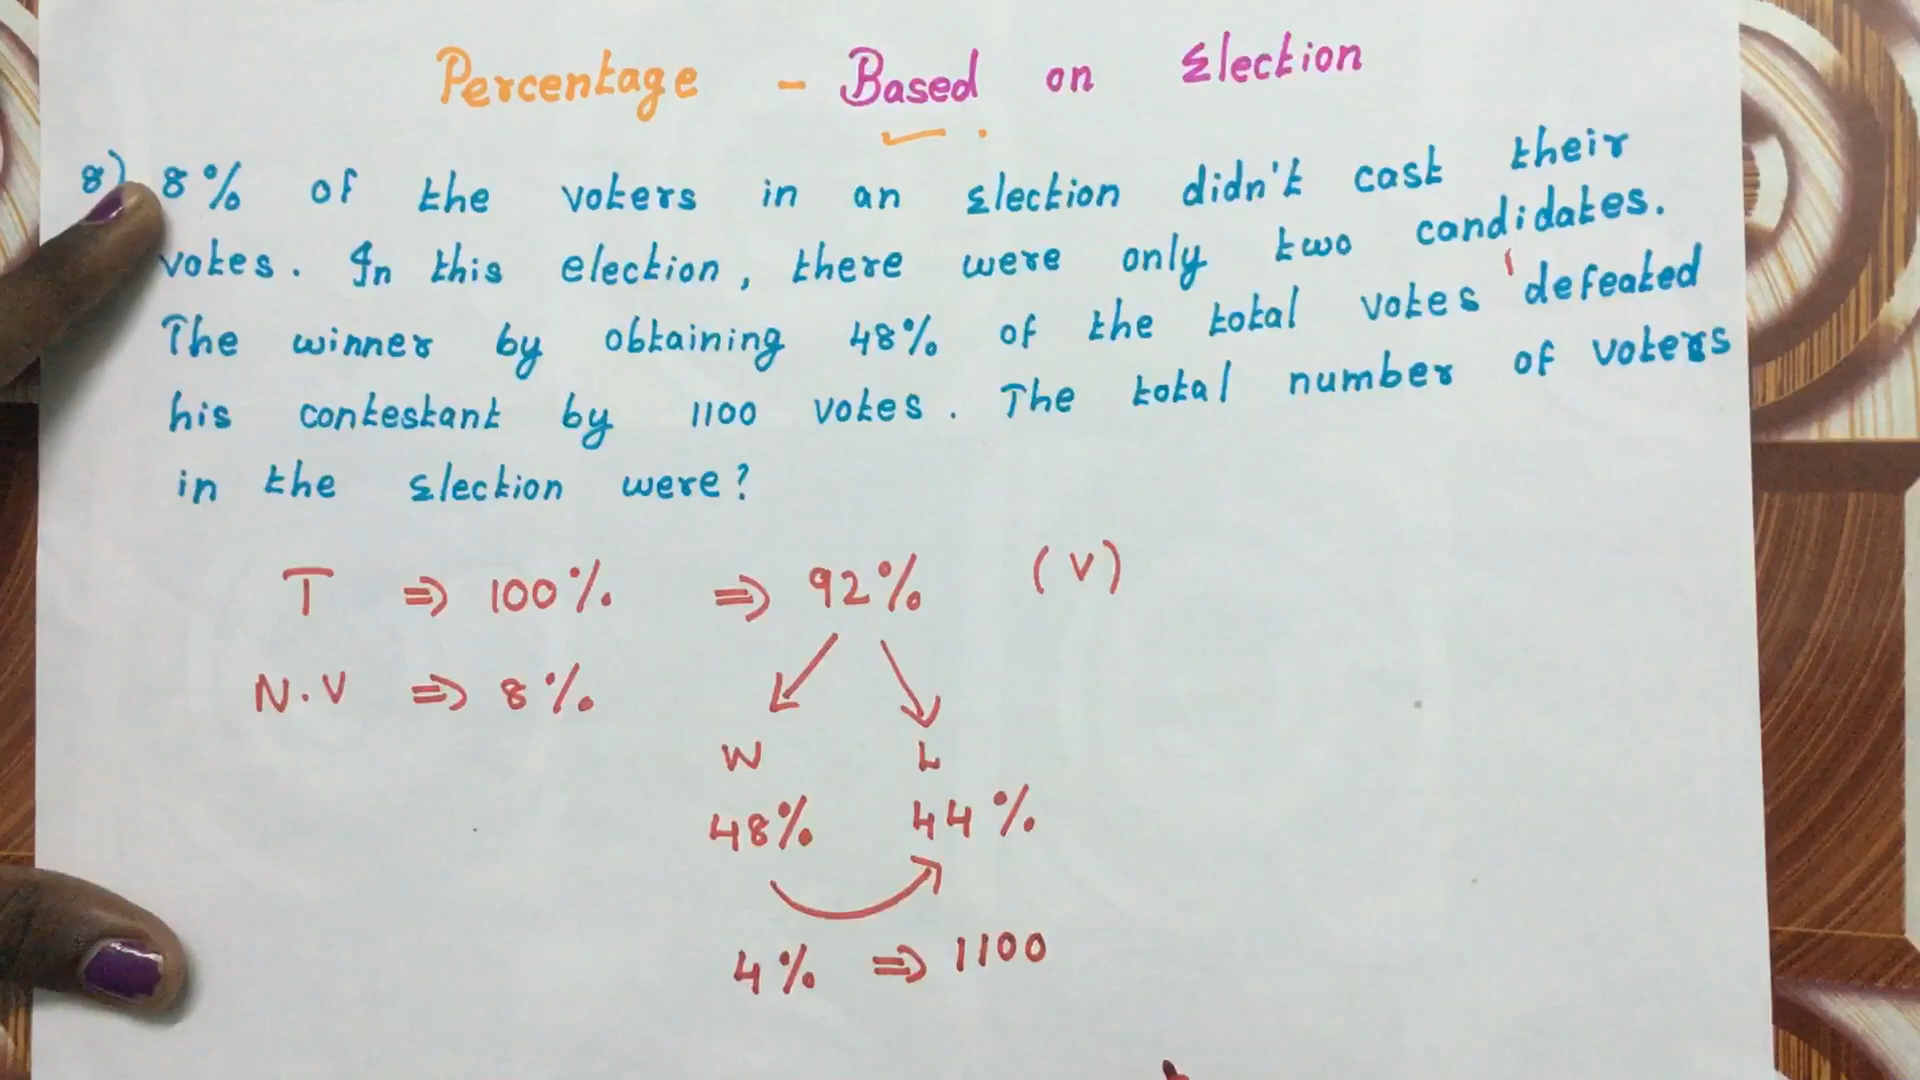 Percentage - Based on Election
8) 8% of the voters in an Election didn't cast their
votes. In this election, there were only two candidates.
The winner by obtaining 48% of the total votes defeated
his contestant by 1100 votes. The total number of voters
in the Election were?
T ⇒ 100% ⇒ 92% (V)
N.V ⇒ 8%
W L
48% 44%
4% ⇒ 1100